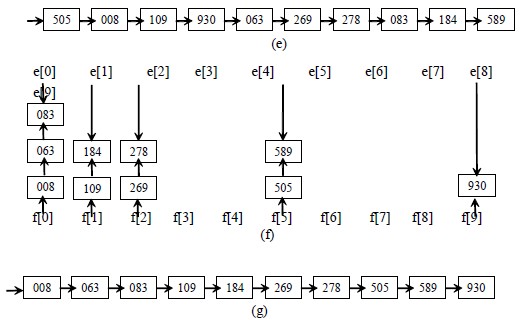 505 008 109 930 063 269 278 083 184 589
(e)
e[0] e[1] e[2] e[3] e[4] e[5] e[6] e[7] e[8]
e[9]
083
063 184 278 589
008 109 269 505 930
f[0] f[1] f[2] f[3] f[4] f[5] f[6] f[7] f[8] f[9]
(f)
008 063 083 109 184 269 278 505 589 930
(g)